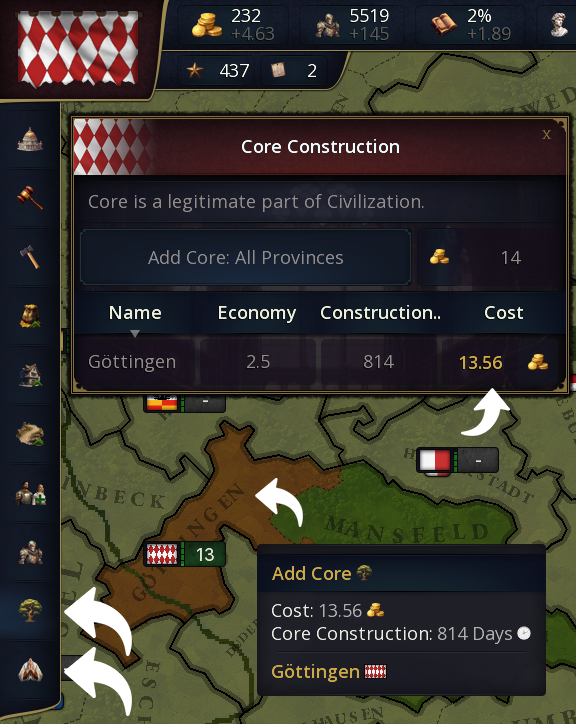 232
+4.63
5519
+145
2%
+1.89
437
2
Core Construction
x
Core is a legitimate part of Civilization.
Add Core: All Provinces
14
Name
Economy
Construction..
Cost
Göttingen
2.5
814
13.56
-
-
INBECK
GÖTTINGEN
MANSFELD
13
Add Core
Cost: 13.56
Core Construction: 814 Days
Göttingen